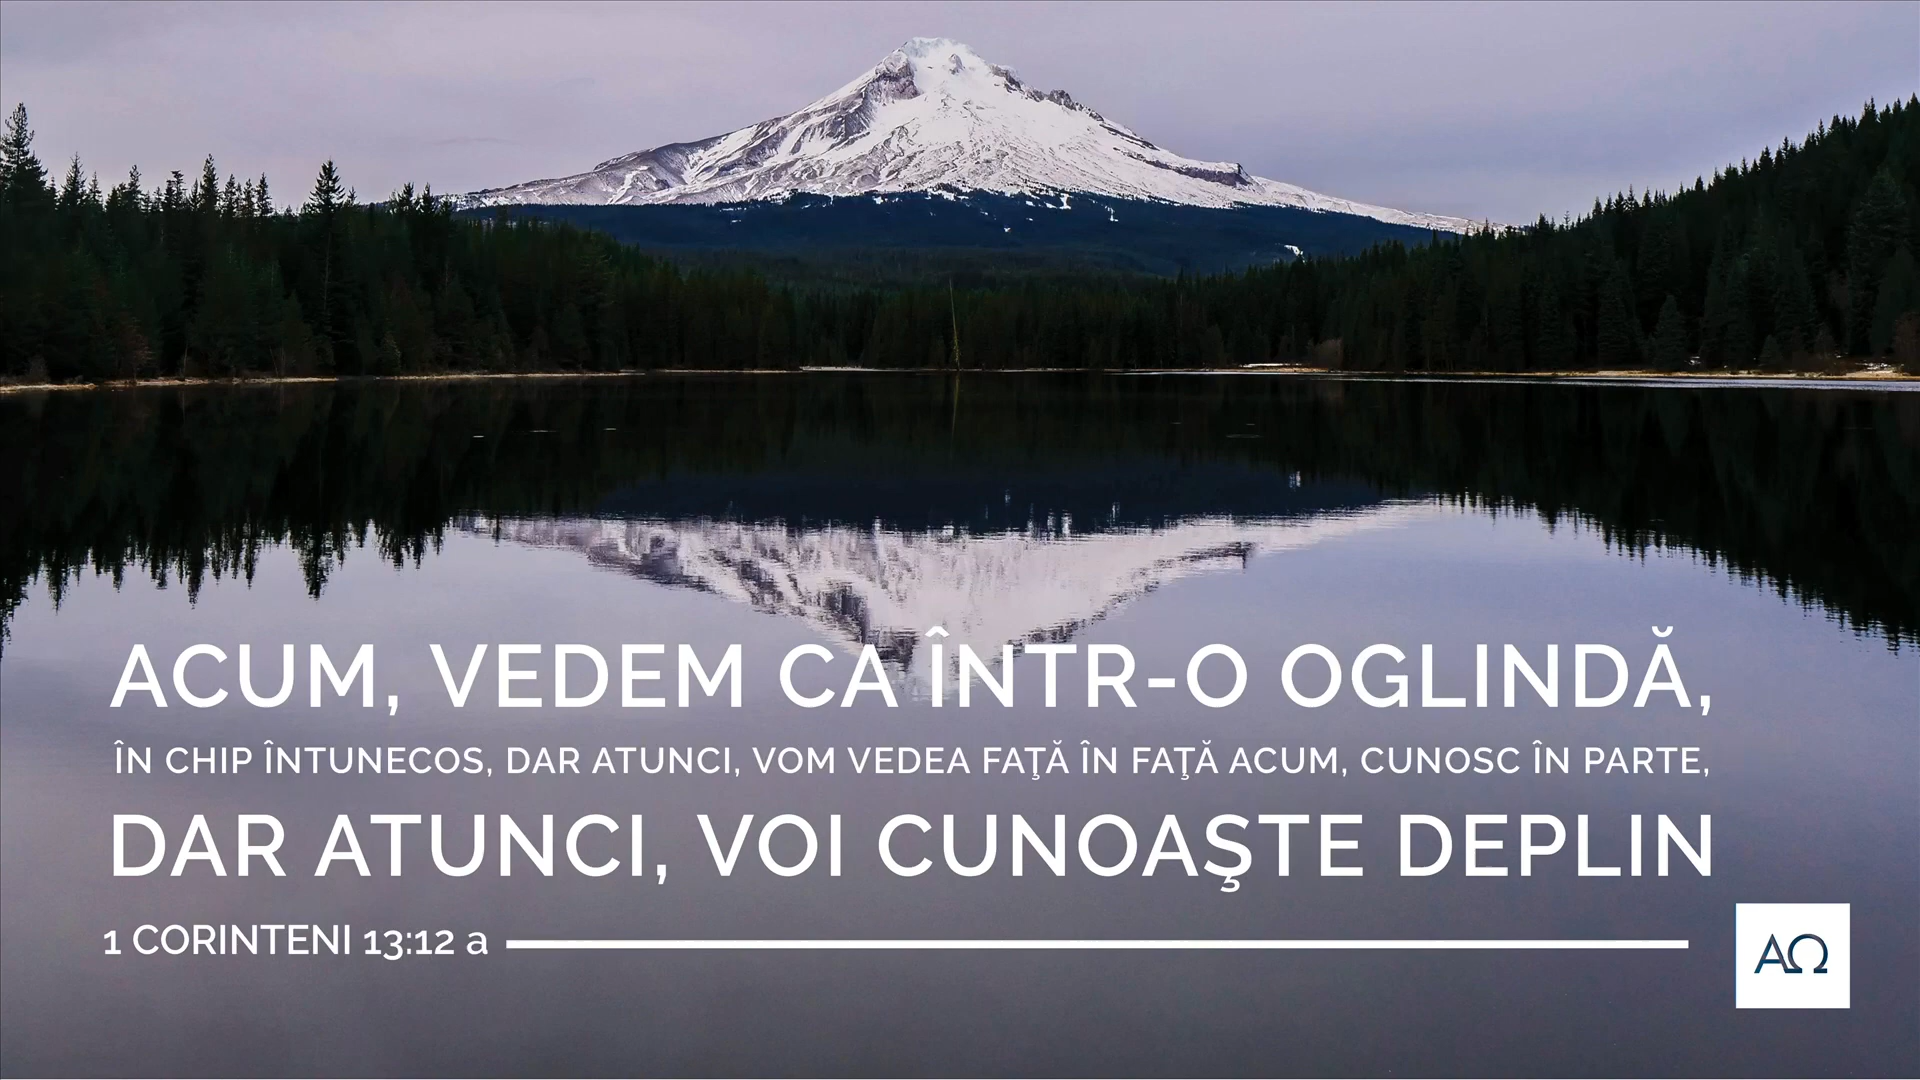 ACUM, VEDEM CA ÎNTR-O OGLINDĂ,
ÎN CHIP ÎNTUNECOS, DAR ATUNCI, VOM VEDEA FAŢĂ ÎN FAŢĂ ACUM, CUNOSC ÎN PARTE,
DAR ATUNCI, VOI CUNOAŞTE DEPLIN
1 CORINTENI 13:12 a
ΑΩ